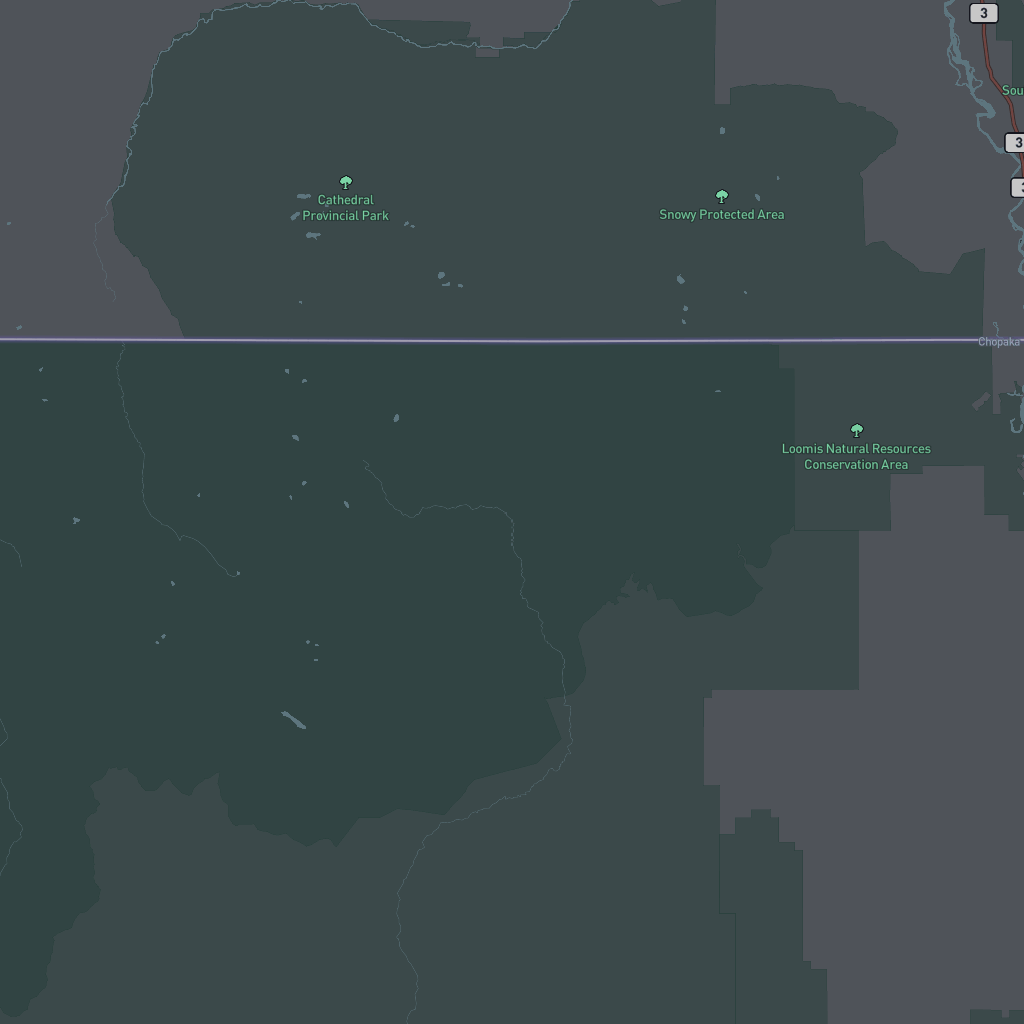 3
Sou
3
3
Cathedral
Provincial Park
Snowy Protected Area
Chopaka
Loomis Natural Resources
Conservation Area